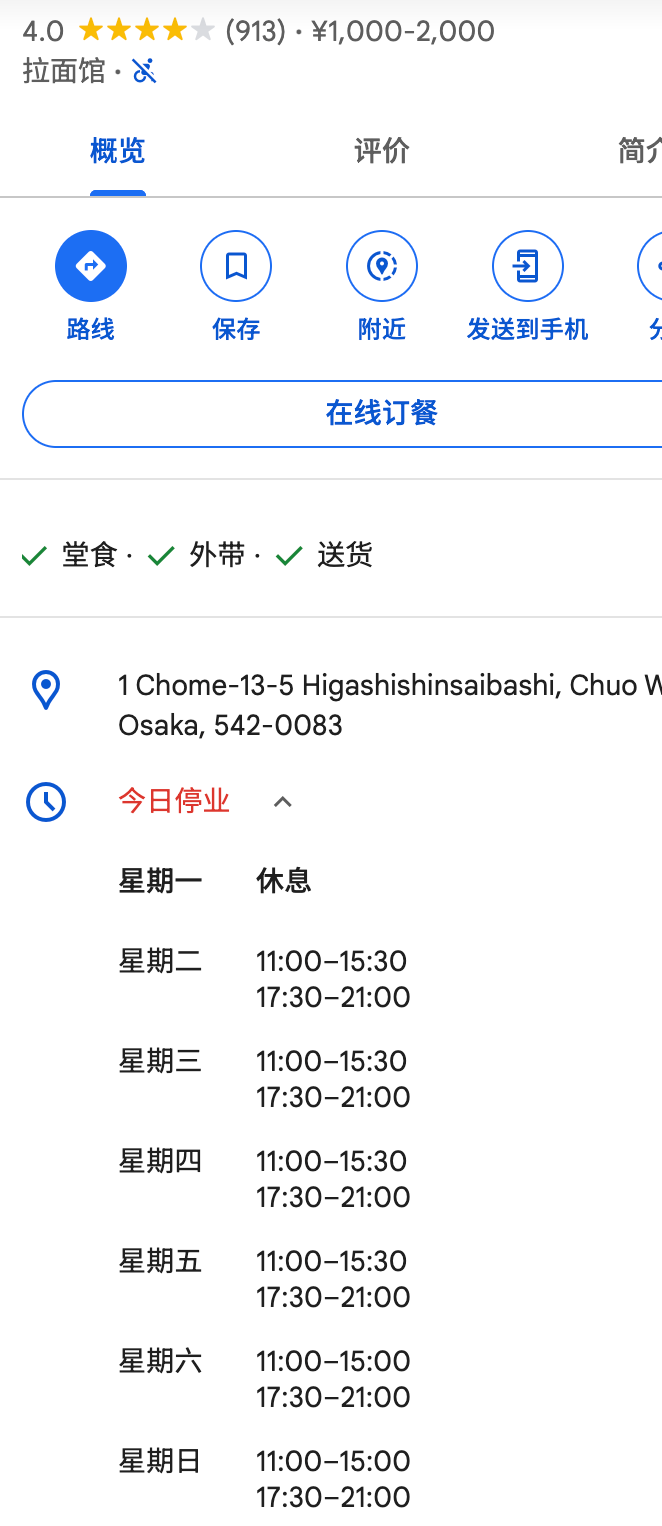 4.0 (913) · ¥1,000-2,000
拉面馆 ·
概览 评价 简介
路线 保存 附近 发送到手机
在线订餐
堂食 · 外带 · 送货
1 Chome-13-5 Higashishinsaibashi, Chuo W
Osaka, 542-0083
今日停业
星期一 休息
星期二 11:00–15:30
17:30–21:00
星期三 11:00–15:30
17:30–21:00
星期四 11:00–15:30
17:30–21:00
星期五 11:00–15:30
17:30–21:00
星期六 11:00–15:00
17:30–21:00
星期日 11:00–15:00
17:30–21:00